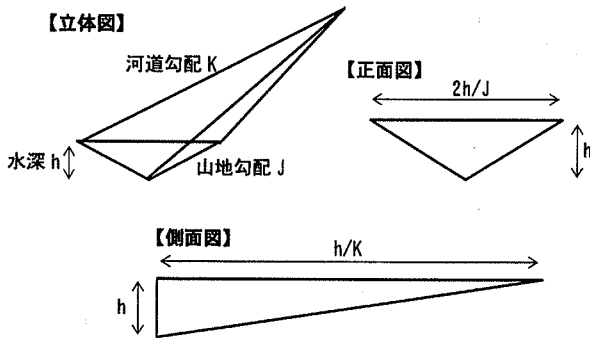 【立体図】
河道勾配 K
水深 h
山地勾配 J
【正面図】
2h/J
h
【側面図】
h/K
h